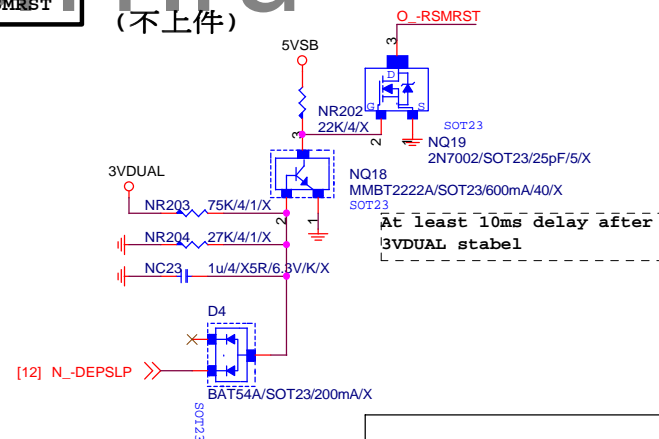 (不上件)
O_-RSMRST
5VSB
3
D
G
S
NR202
22K/4/X
SOT23
3
2
1
NQ19
2N7002/SOT23/25pF/5/X
3VDUAL
NQ18
MMBT2222A/SOT23/600mA/40/X
SOT23
NR203
75K/4/1/X
2
1
At least 10ms delay after
3VDUAL stabel
NR204
27K/4/1/X
NC23
1u/4/X5R/6.3V/K/X
D4
[12] N_-DEPSLP
BAT54A/SOT23/200mA/X
SOT23